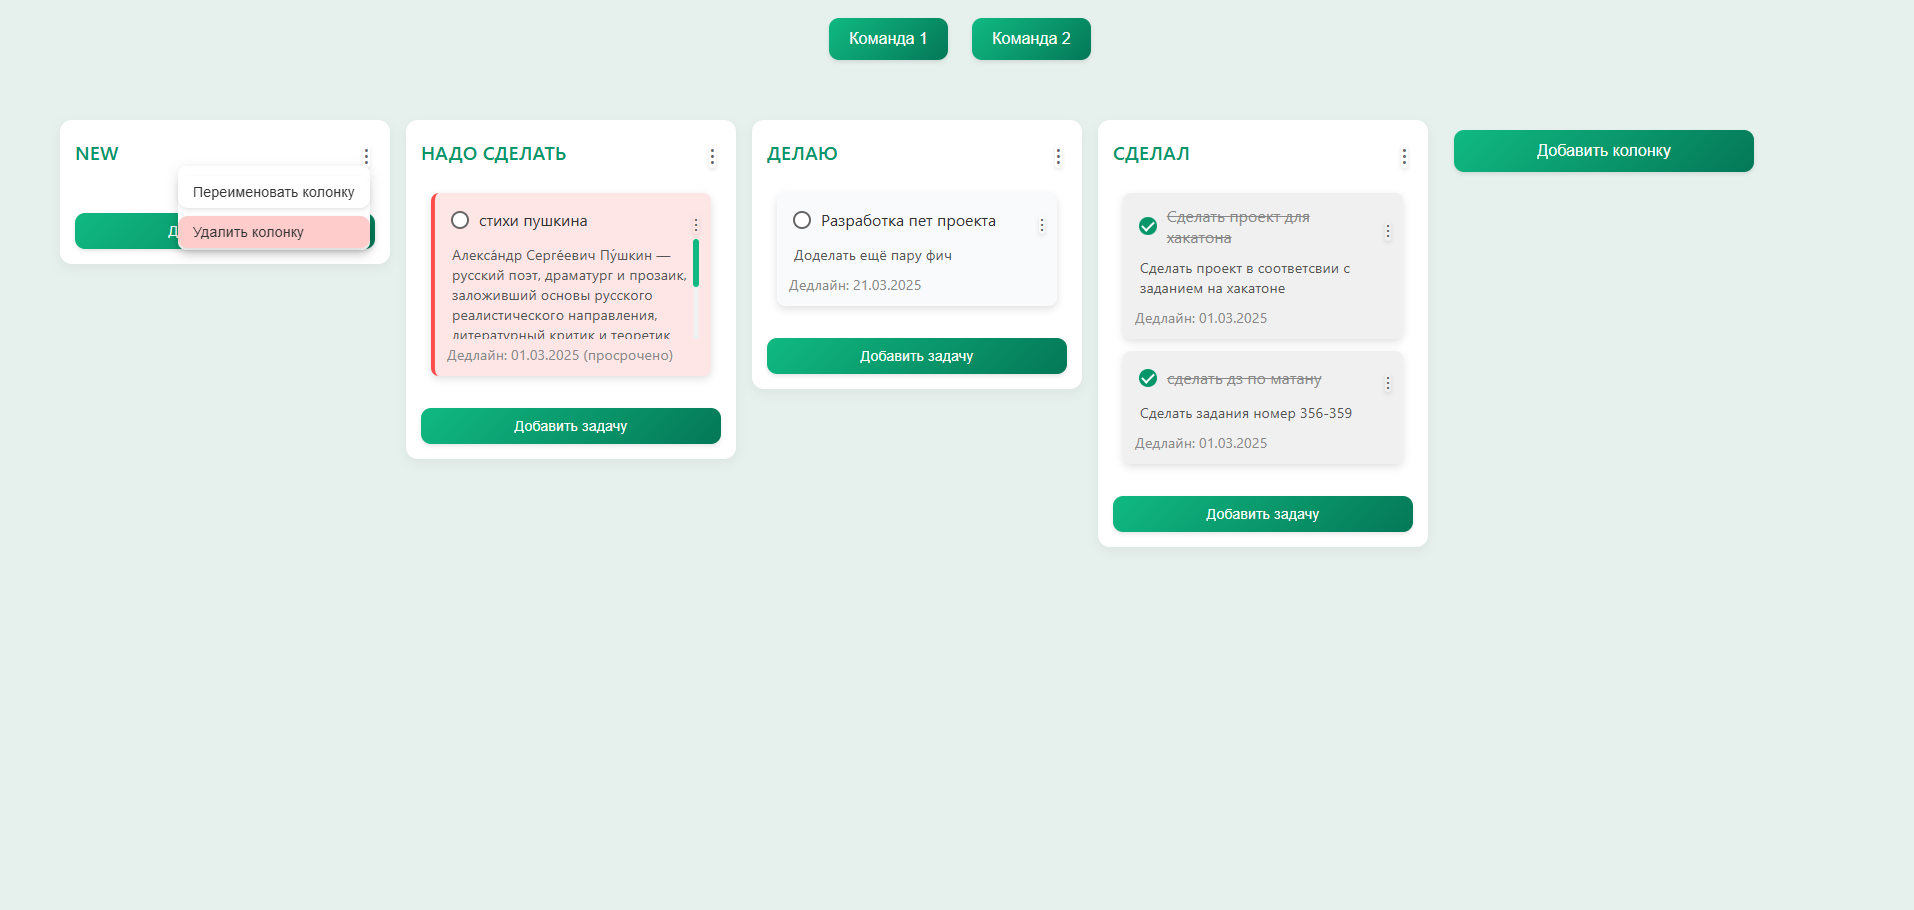 Команда 1
Команда 2
NEW
Переименовать колонку
Удалить колонку
НАДО СДЕЛАТЬ
стихи пушкина
Алекса́ндр Серге́евич Пу́шкин —
русский поэт, драматург и прозаик,
заложивший основы русского
реалистического направления,
литературный критик и теоретик
Дедлайн: 01.03.2025 (просрочено)
Добавить задачу
ДЕЛАЮ
Разработка пет проекта
Доделать ещё пару фич
Дедлайн: 21.03.2025
Добавить задачу
СДЕЛАЛ
Сделать проект для
хакатона
Сделать проект в соответсвии с
заданием на хакатоне
Дедлайн: 01.03.2025
сделать дз по матану
Сделать задания номер 356-359
Дедлайн: 01.03.2025
Добавить задачу
Добавить колонку